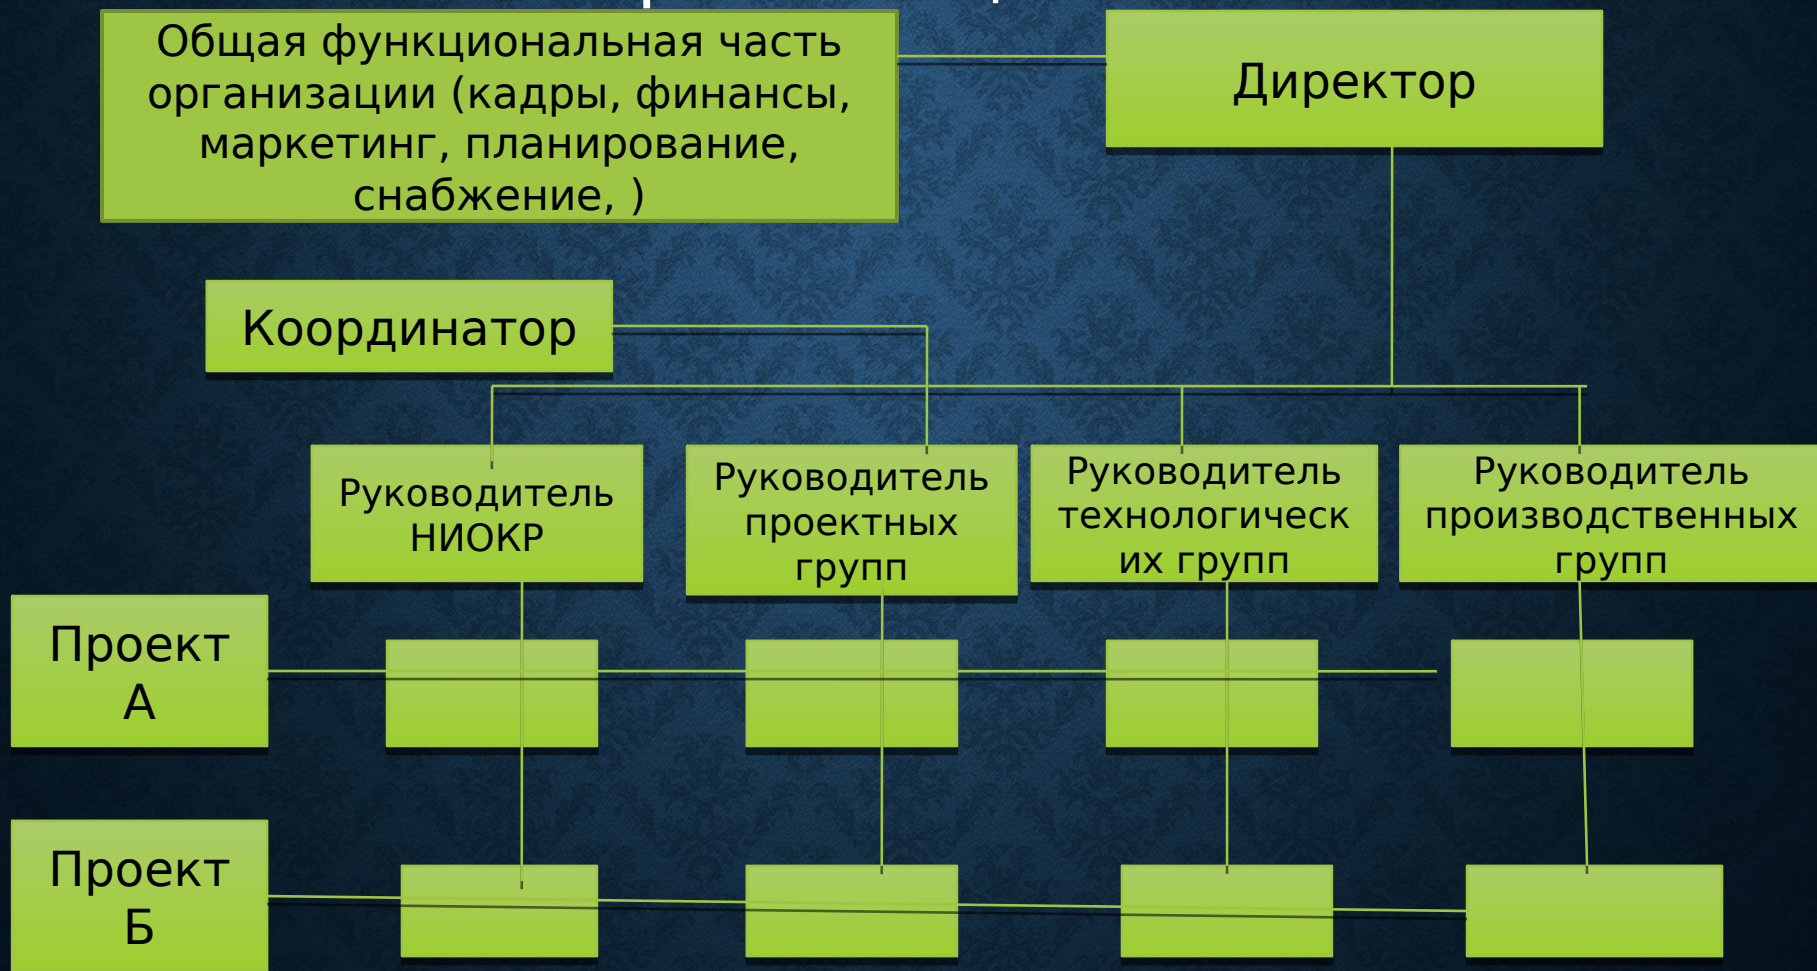 Общая функциональная часть
организации (кадры, финансы,
маркетинг, планирование,
снабжение, )
Директор
Координатор
Руководитель
НИОКР
Руководитель
проектных
групп
Руководитель
технологическ
их групп
Руководитель
производственных
групп
Проект
А
Проект
Б